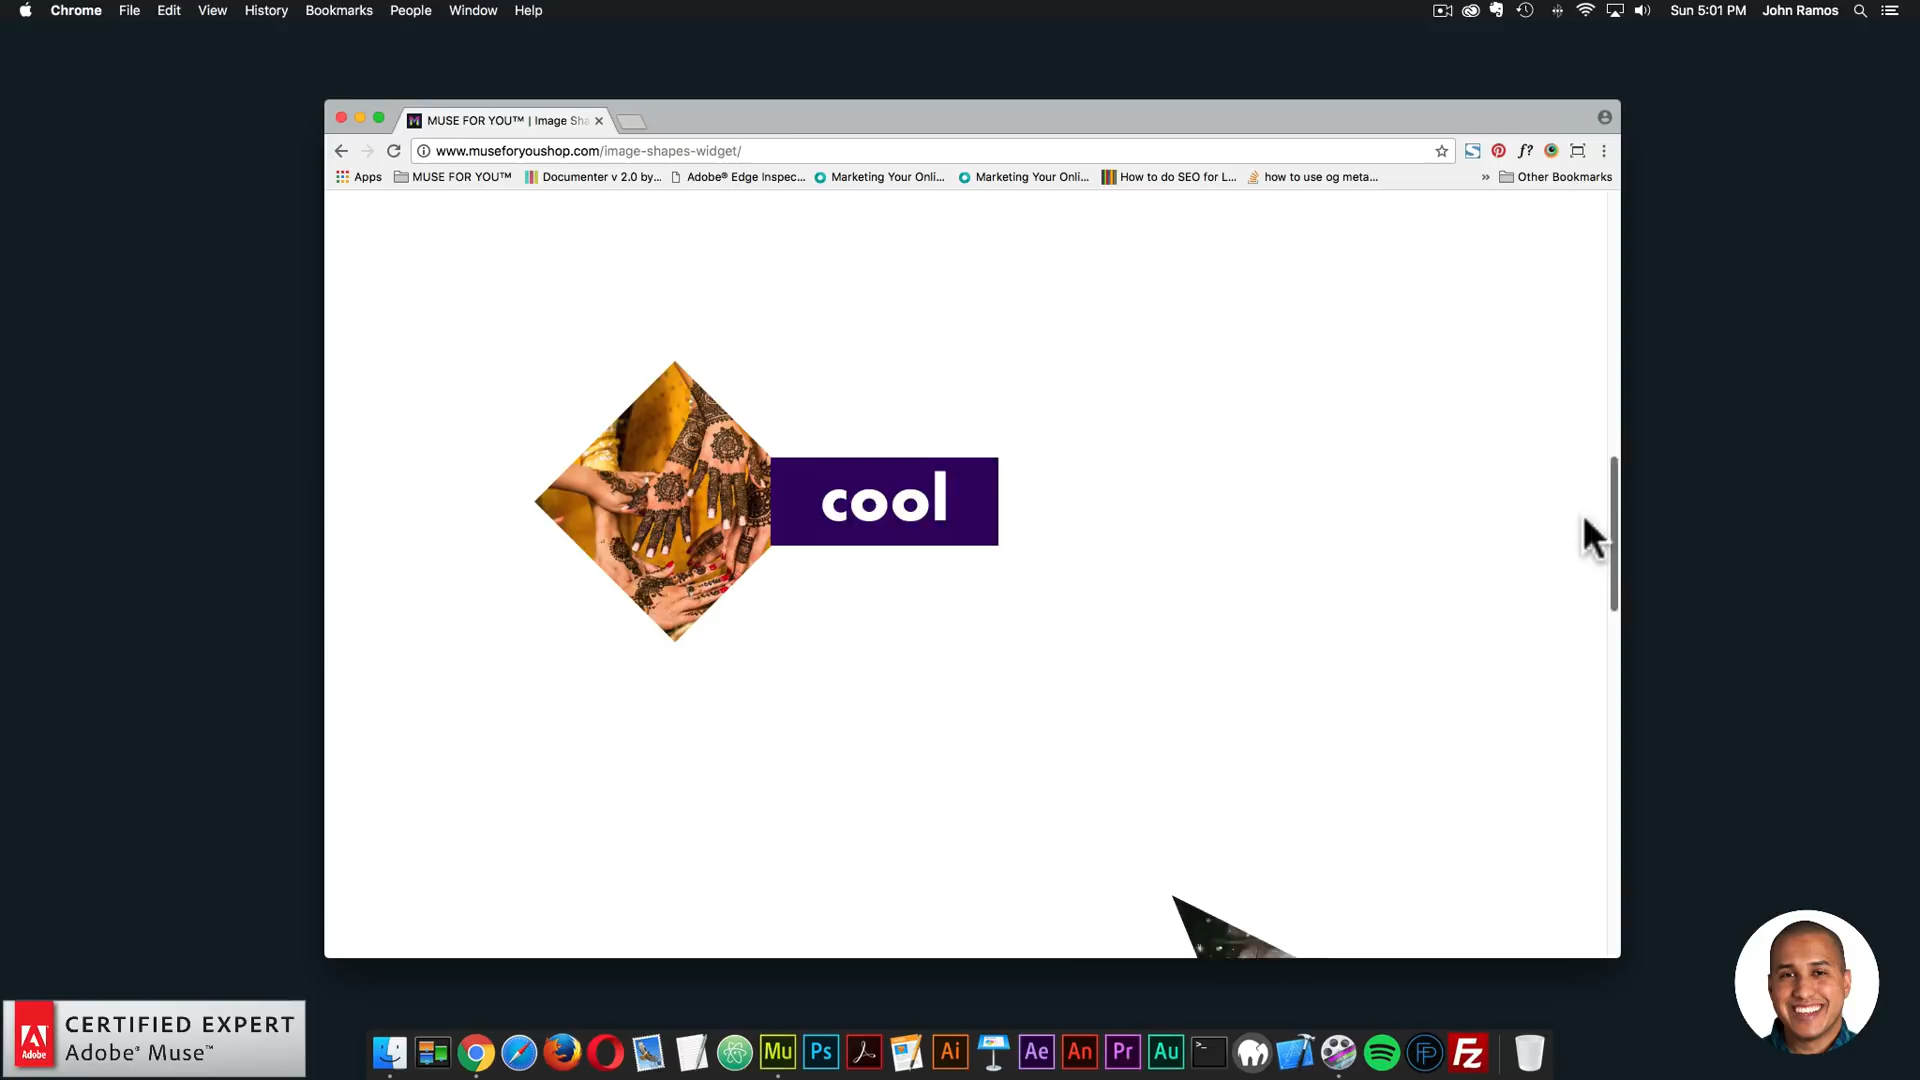 Chrome File Edit View History Bookmarks People Window Help
Sun 5:01 PM John Ramos
MUSE FOR YOU™ | Image Sha
www.museforyoushop.com/image-shapes-widget/
Apps MUSE FOR YOU™ Documenter v 2.0 by... Adobe® Edge Inspec... Marketing Your Onli... Marketing Your Onli... How to do SEO for L... how to use og meta... » Other Bookmarks
cool
CERTIFIED EXPERT
Adobe® Muse™
Adobe
Mu Ps Ai Ae An Pr Au FP Fz